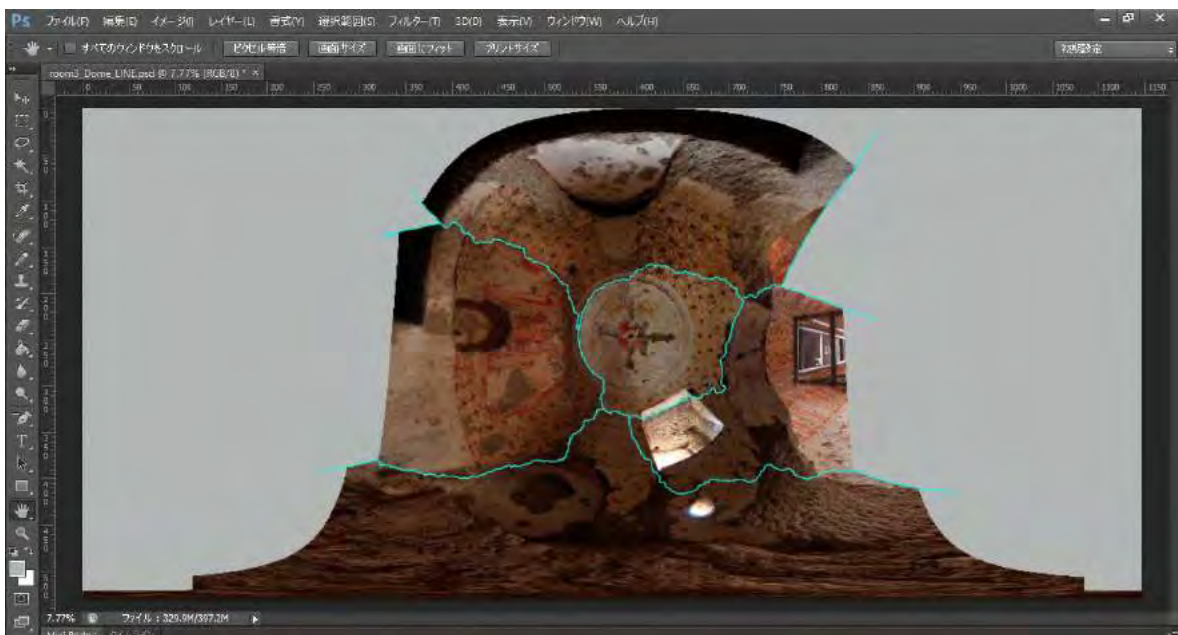 Ps ファイル(F) 編集(E) イメージ(I) レイヤー(L) 書式(Y) 選択範囲(S) フィルター(T) 3D(D) 表示(V) ウィンドウ(W) ヘルプ(H)
すべてのウィンドウをスクロール ピクセル等倍 画面サイズ 画面にフィット プリントサイズ 初期設定
room3_Dome_LINE.psd @ 7.77% (RGB/8) * ×
0 50 100 150 200 250 300 350 400 450 500 550 600 650 700 750 800 850 900 950 1000 1050 1100 1150
7.77% ファイル : 329.9M/397.2M